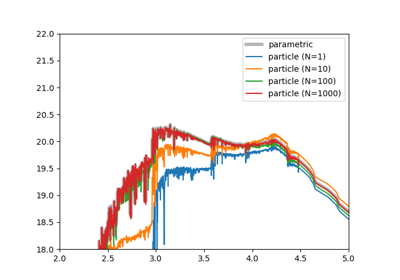 22.0
21.5
21.0
20.5
20.0
19.5
19.0
18.5
18.0
2.0 2.5 3.0 3.5 4.0 4.5 5.0
parametric
particle (N=1)
particle (N=10)
particle (N=100)
particle (N=1000)